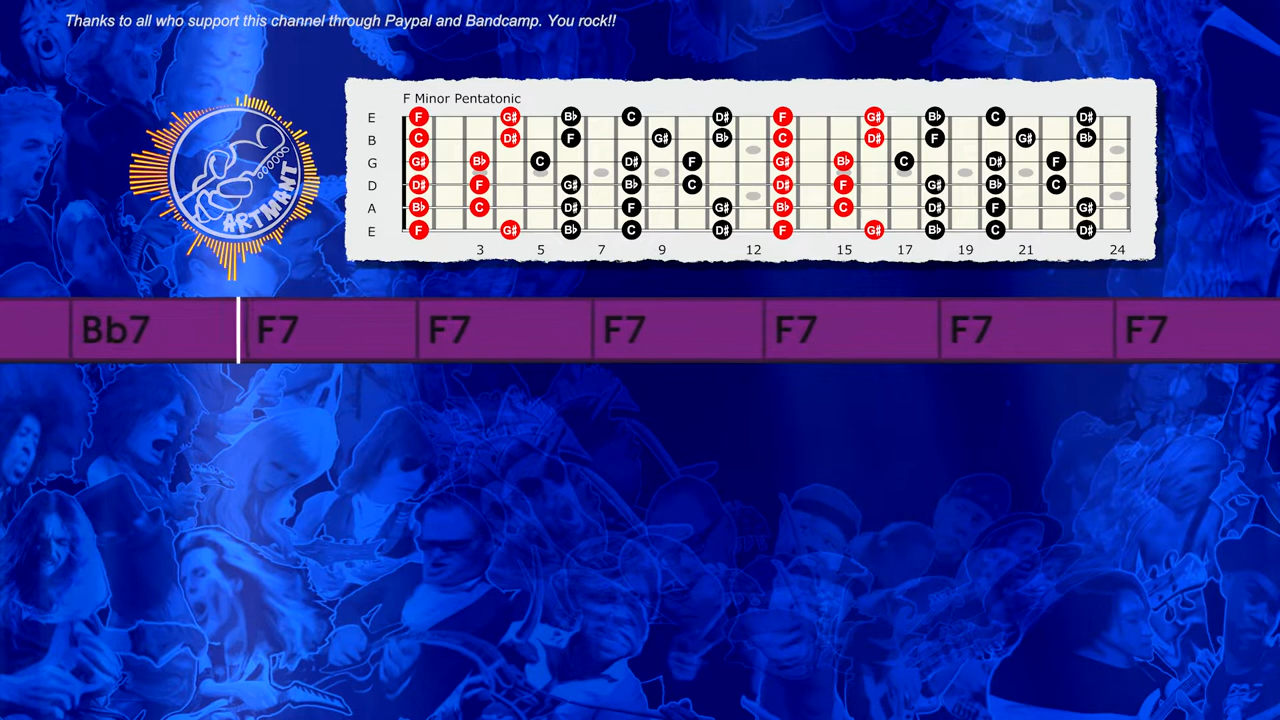 Thanks to all who support this channel through Paypal and Bandcamp. You rock!!
ARTMANT
F Minor Pentatonic
E F G# B♭ C D# F G# B♭ C D#
B C D# F G# B♭ C D# F G# B♭
G G# B♭ C D# F G# B♭ C D# F
D D# F G# B♭ C D# F G# B♭ C
A B♭ C D# F G# B♭ C D# F G#
E F G# B♭ C D# F G# B♭ C D#
3 5 7 9 12 15 17 19 21 24
Bb7 F7 F7 F7 F7 F7 F7